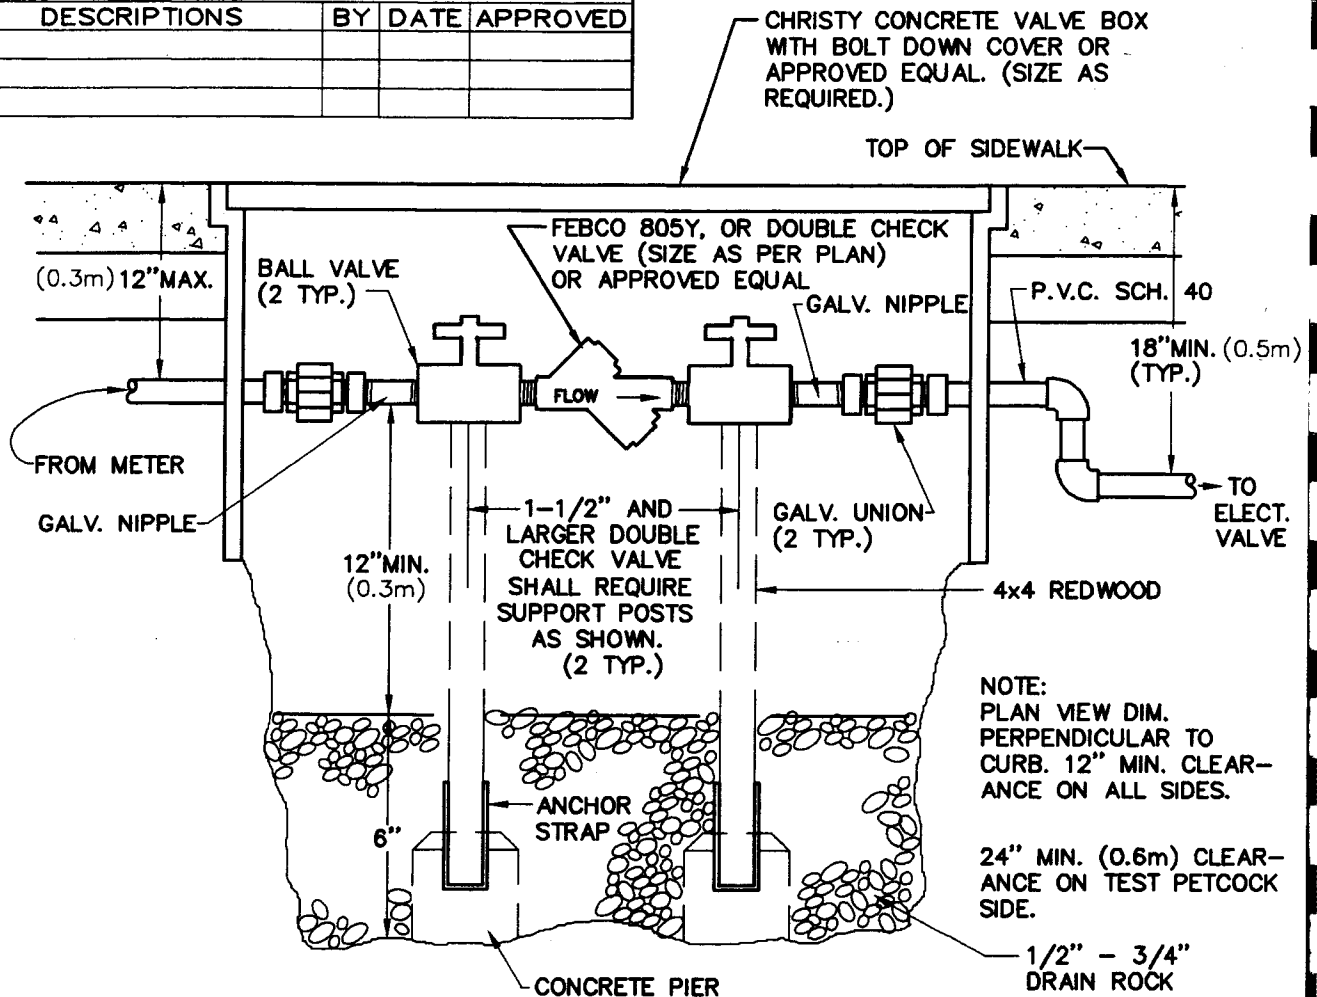 DESCRIPTIONS BY DATE APPROVED
CHRISTY CONCRETE VALVE BOX
WITH BOLT DOWN COVER OR
APPROVED EQUAL. (SIZE AS
REQUIRED.)
TOP OF SIDEWALK
FEBCO 805Y, OR DOUBLE CHECK
VALVE (SIZE AS PER PLAN)
OR APPROVED EQUAL
BALL VALVE
(2 TYP.)
(0.3m) 12"MAX.
GALV. NIPPLE
P.V.C. SCH. 40
18"MIN. (0.5m)
(TYP.)
FLOW
FROM METER
GALV. NIPPLE
1-1/2" AND
LARGER DOUBLE
CHECK VALVE
SHALL REQUIRE
SUPPORT POSTS
AS SHOWN.
(2 TYP.)
GALV. UNION
(2 TYP.)
TO
ELECT.
VALVE
12"MIN.
(0.3m)
4x4 REDWOOD
NOTE:
PLAN VIEW DIM.
PERPENDICULAR TO
CURB. 12" MIN. CLEAR-
ANCE ON ALL SIDES.
24" MIN. (0.6m) CLEAR-
ANCE ON TEST PETCOCK
SIDE.
ANCHOR
STRAP
6"
1/2" - 3/4"
DRAIN ROCK
CONCRETE PIER